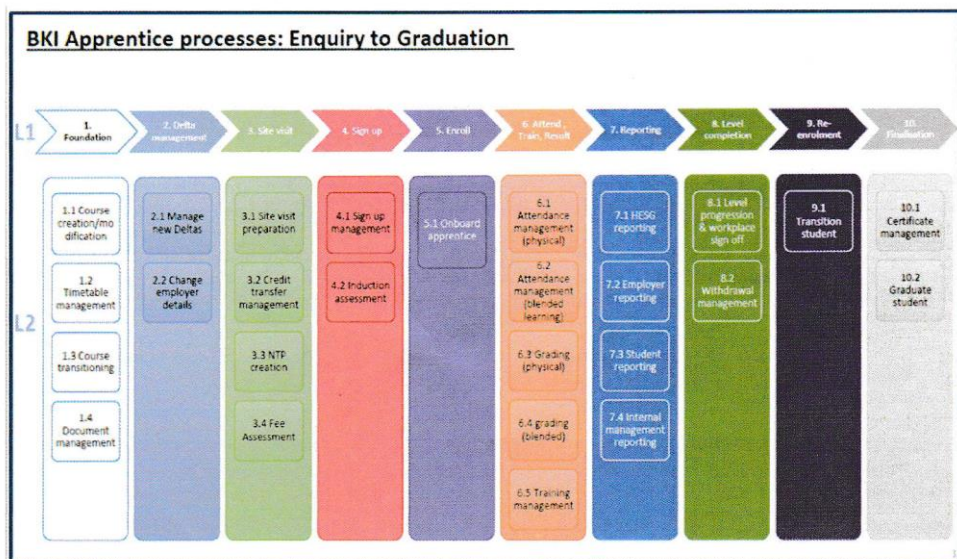 BKI Apprentice processes: Enquiry to Graduation
L1
1.
Foundation
2. Delta
management
3. Site visit
4. Sign up
5. Enroll
6. Attend,
Train, Result
7. Reporting
8. Level
completion
9. Re-
enrolment
10.
Finaluation
L2
1.1 Course
creation/mo
dification
1.2
Timetable
management
1.3 Course
transitioning
1.4
Document
management
2.1 Manage
new Deltas
2.2 Change
employer
details
3.1 Site visit
preparation
3.2 Credit
transfer
management
3.3 NTP
creation
3.4 Fee
Assessment
4.1 Sign up
management
4.2 Induction
assessment
5.1 Onboard
apprentice
6.1
Attendance
management
(physical)
6.2
Attendance
management
(blended
learning)
6.3 Grading
(physical)
6.4 grading
(blended)
6.5 Training
management
7.1 HESG
reporting
7.2 Employer
reporting
7.3 Student
reporting
7.4 Internal
management
reporting
8.1 Level
progression
& workplace
sign off
8.2
Withdrawal
management
9.1
Transition
student
10.1
Certificate
management
10.2
Graduate
student